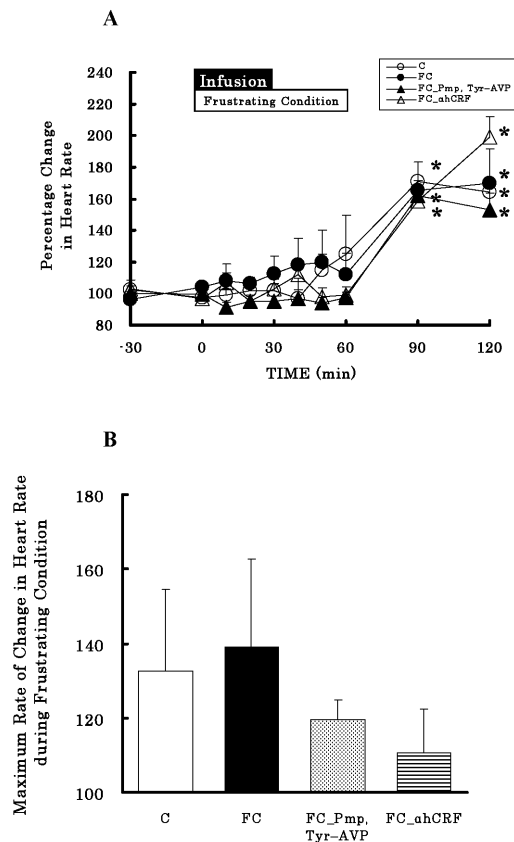 A
Infusion
Frustrating Condition
C
FC
FC_Pmp, Tyr-AVP
FC_αhCRF
Percentage Change
in Heart Rate
240
220
200
180
160
140
120
100
80
* * * * * *
-30 0 30 60 90 120
TIME (min)
B
Maximum Rate of Change in Heart Rate
during Frustrating Condition
180
160
140
120
100
C FC FC_Pmp, FC_αhCRF
Tyr-AVP